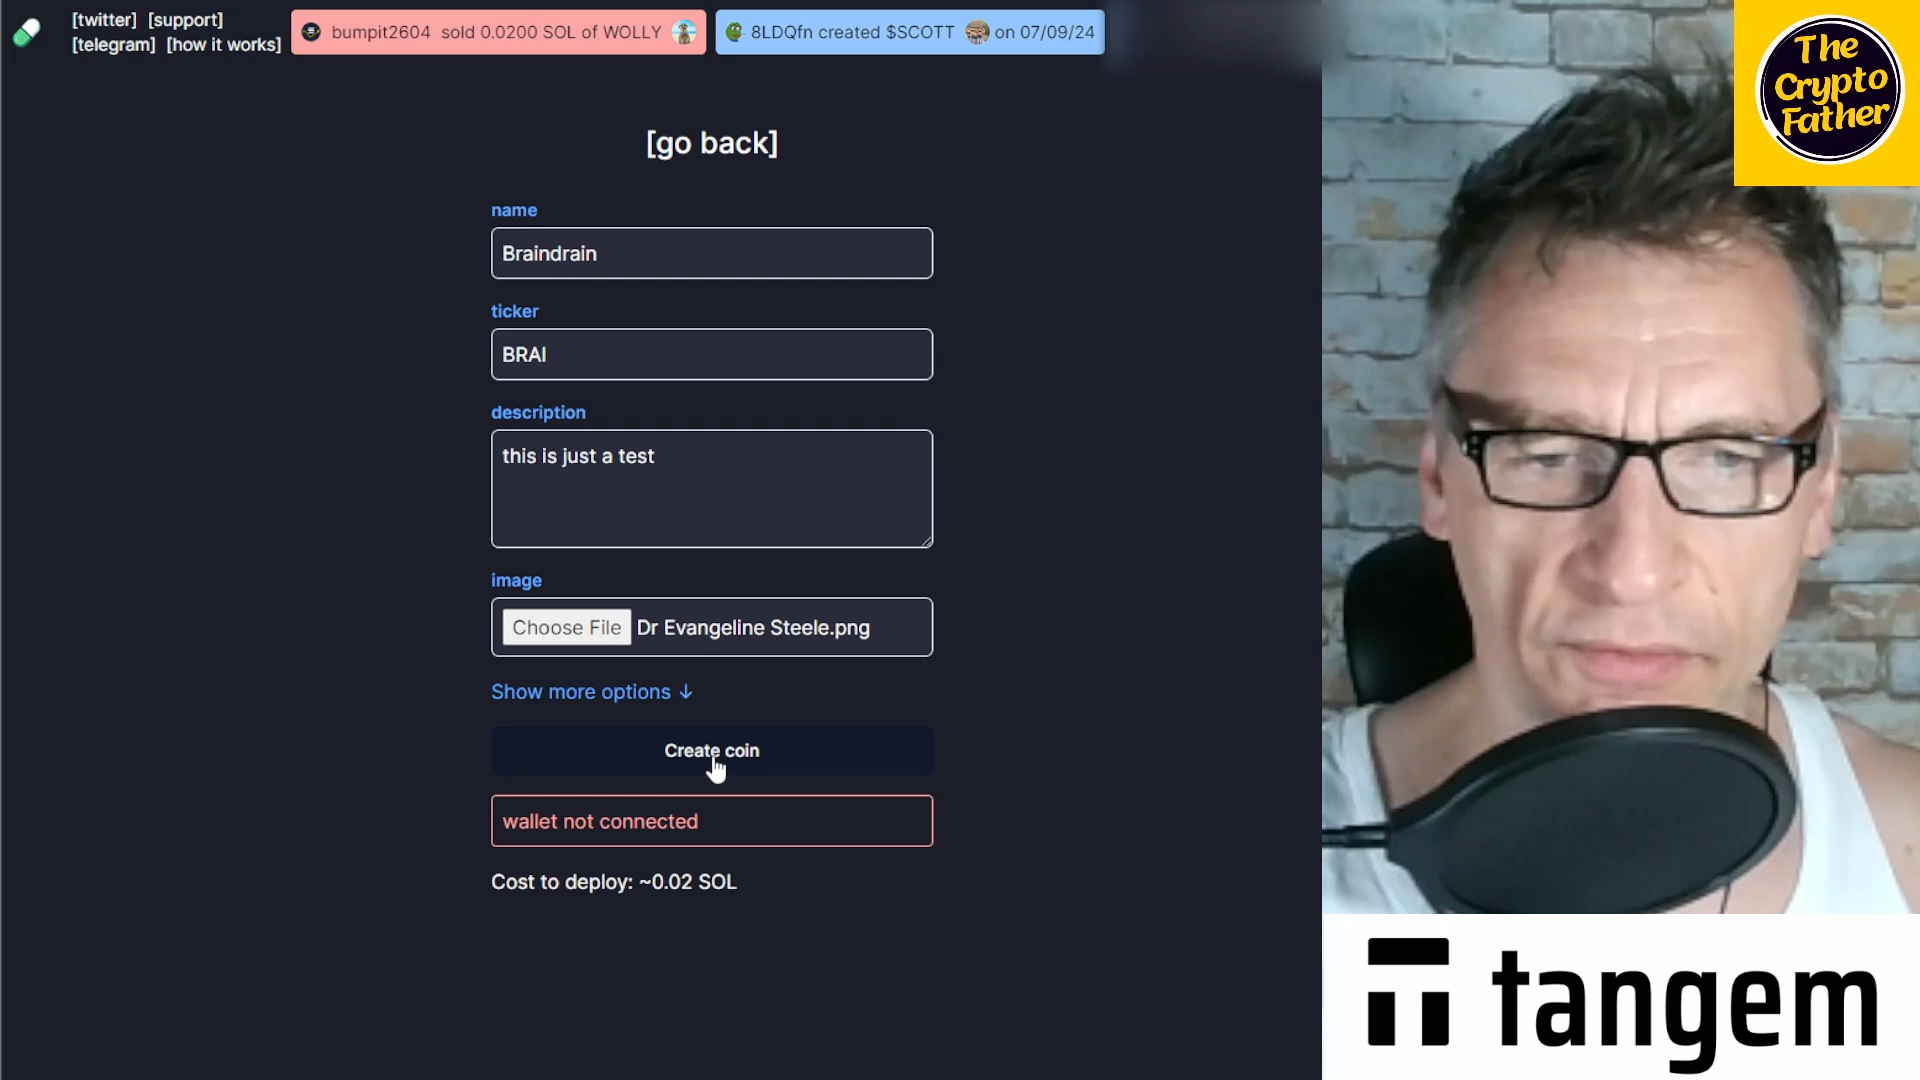 [twitter] [support]
[telegram] [how it works]
bumpit2604 sold 0.0200 SOL of WOLLY
8LDQfn created $SCOTT on 07/09/24
The
Crypto
Father
[go back]
name
Braindrain
ticker
BRAI
description
this is just a test
image
Choose File Dr Evangeline Steele.png
Show more options ↓
Create coin
wallet not connected
Cost to deploy: ~0.02 SOL
tangem